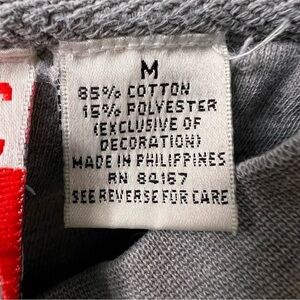 M
85% COTTON
15% POLYESTER
(EXCLUSIVE OF
DECORATION)
MADE IN PHILIPPINES
RN 84167
SEE REVERSE FOR CARE